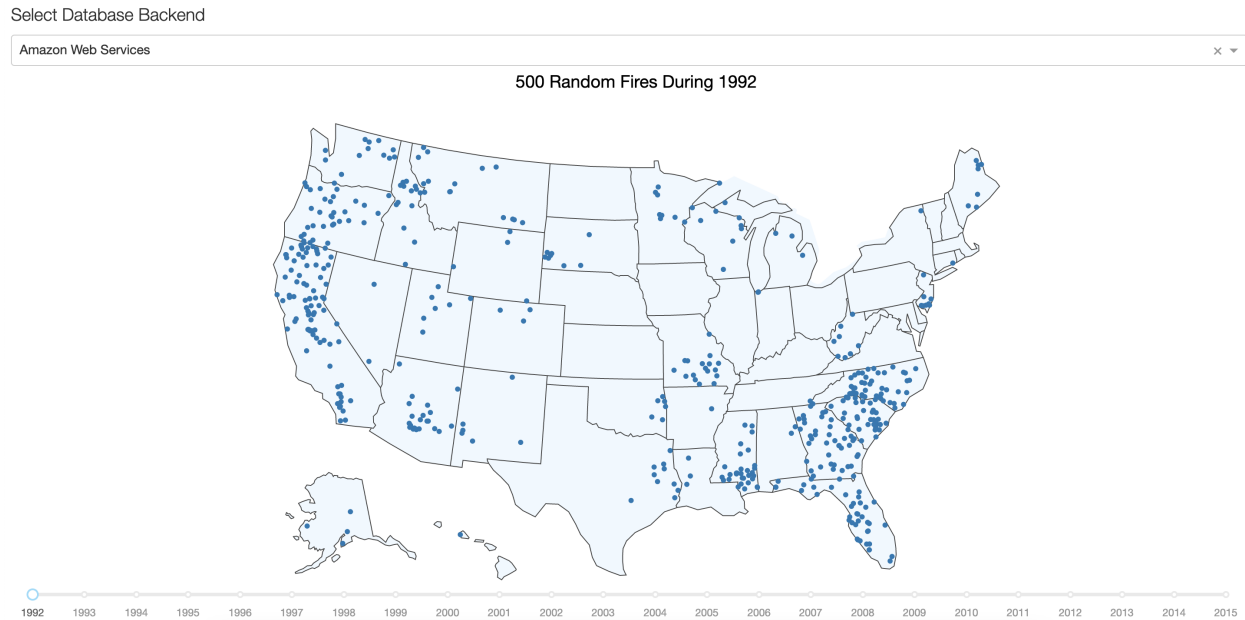 Select Database Backend
Amazon Web Services
500 Random Fires During 1992
1992 1993 1994 1995 1996 1997 1998 1999 2000 2001 2002 2003 2004 2005 2006 2007 2008 2009 2010 2011 2012 2013 2014 2015